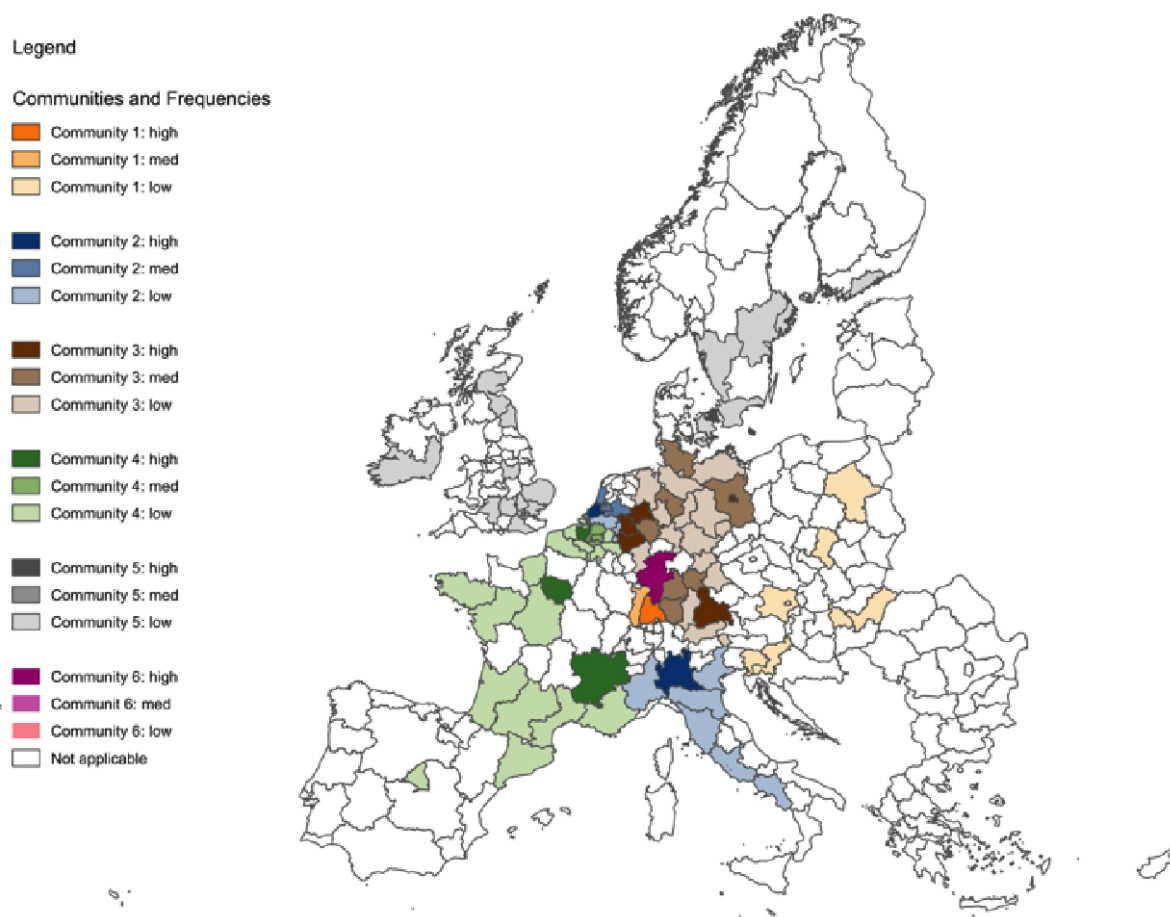 Legend
Communities and Frequencies
Community 1: high
Community 1: med
Community 1: low
Community 2: high
Community 2: med
Community 2: low
Community 3: high
Community 3: med
Community 3: low
Community 4: high
Community 4: med
Community 4: low
Community 5: high
Community 5: med
Community 5: low
Community 6: high
Communit 6: med
Community 6: low
Not applicable